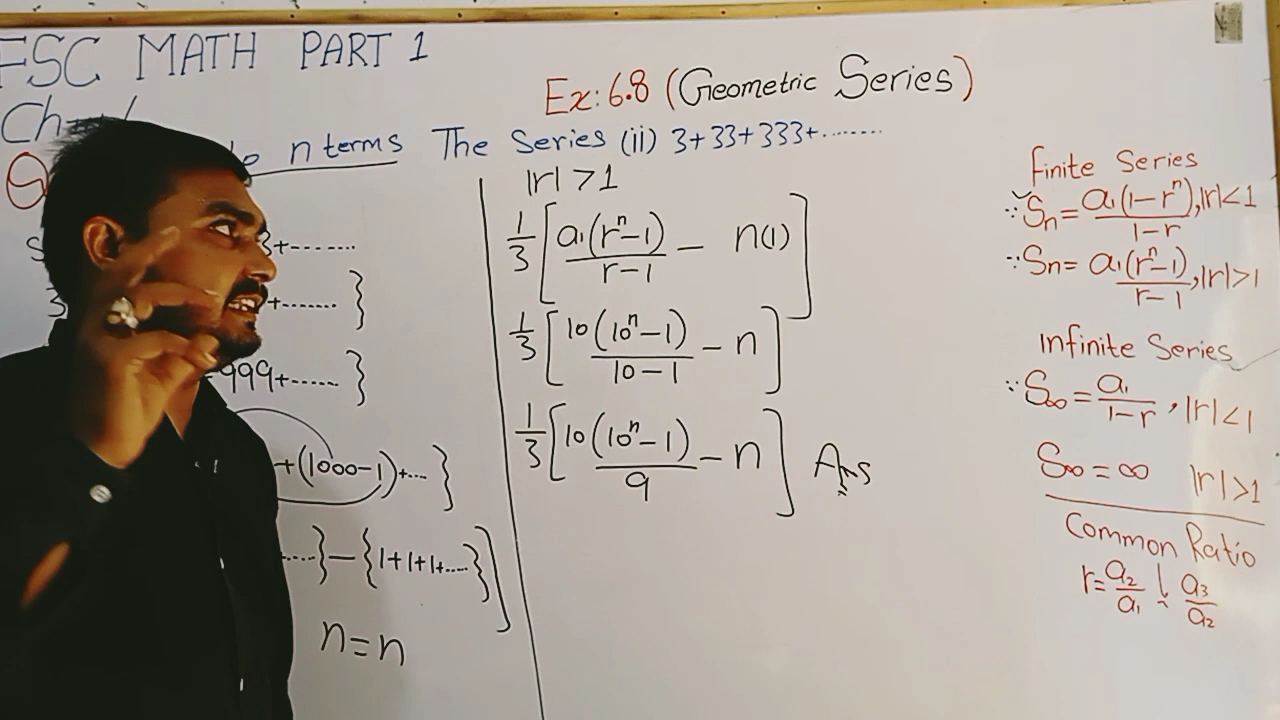 FSC MATH PART 1
Ex: 6.8 (Geometric Series)
n terms The Series (ii) 3+33+333+........
3+.......
+....... }
999+...... }
+(1000-1)+... }
....}-{1+1+1+.....}]
n=n
|r|>1
1/3 [a₁(rⁿ-1)/r-1 - n(1)]
1/3 [10(10ⁿ-1)/10-1 - n]
1/3 [10(10ⁿ-1)/9 - n] Ans
Finite Series
∵ Sn = a₁(1-rⁿ)/1-r, |r|<1
∵ Sn = a₁(rⁿ-1)/r-1, |r|>1
Infinite Series
∵ S∞ = a₁/1-r, |r|<1
S∞ = ∞ |r|>1
Common Ratio
r= a₂/a₁ a₃/a₂